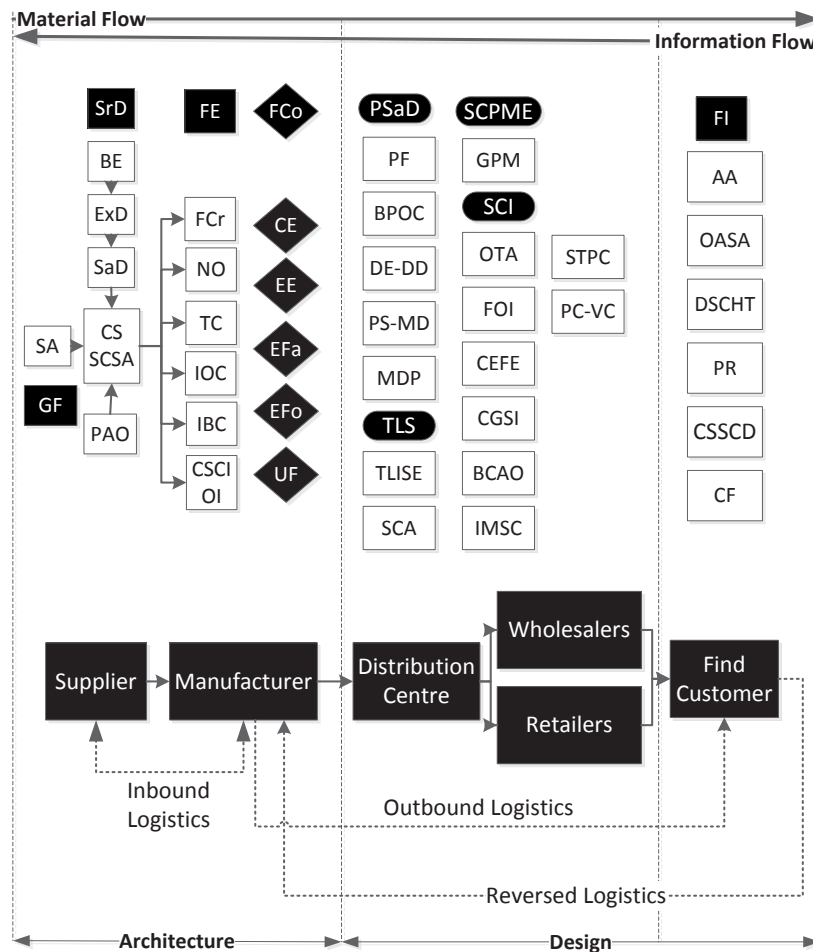 Material Flow
Information Flow
SrD
FE
FCo
PSaD
SCPME
FI
BE
ExD
SaD
SA
CS
SCSA
GF
PAO
FCr
NO
TC
IOC
IBC
CSCI
OI
CE
EE
EFa
EFo
UF
PF
BPOC
DE-DD
PS-MD
MDP
TLS
TLISE
SCA
GPM
SCI
OTA
FOI
CEFE
CGSI
BCAO
IMSC
STPC
PC-VC
AA
OASA
DSCHT
PR
CSSCD
CF
Supplier
Manufacturer
Distribution
Centre
Wholesalers
Retailers
Find
Customer
Inbound
Logistics
Outbound Logistics
Reversed Logistics
Architecture
Design